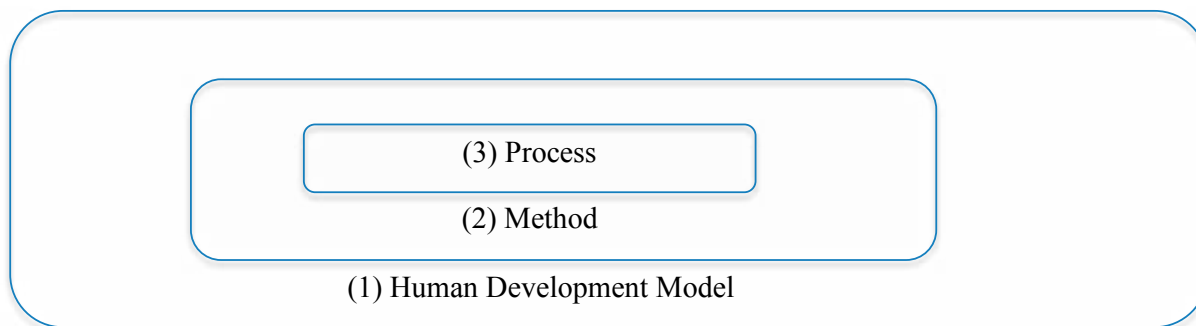 (3) Process
(2) Method
(1) Human Development Model